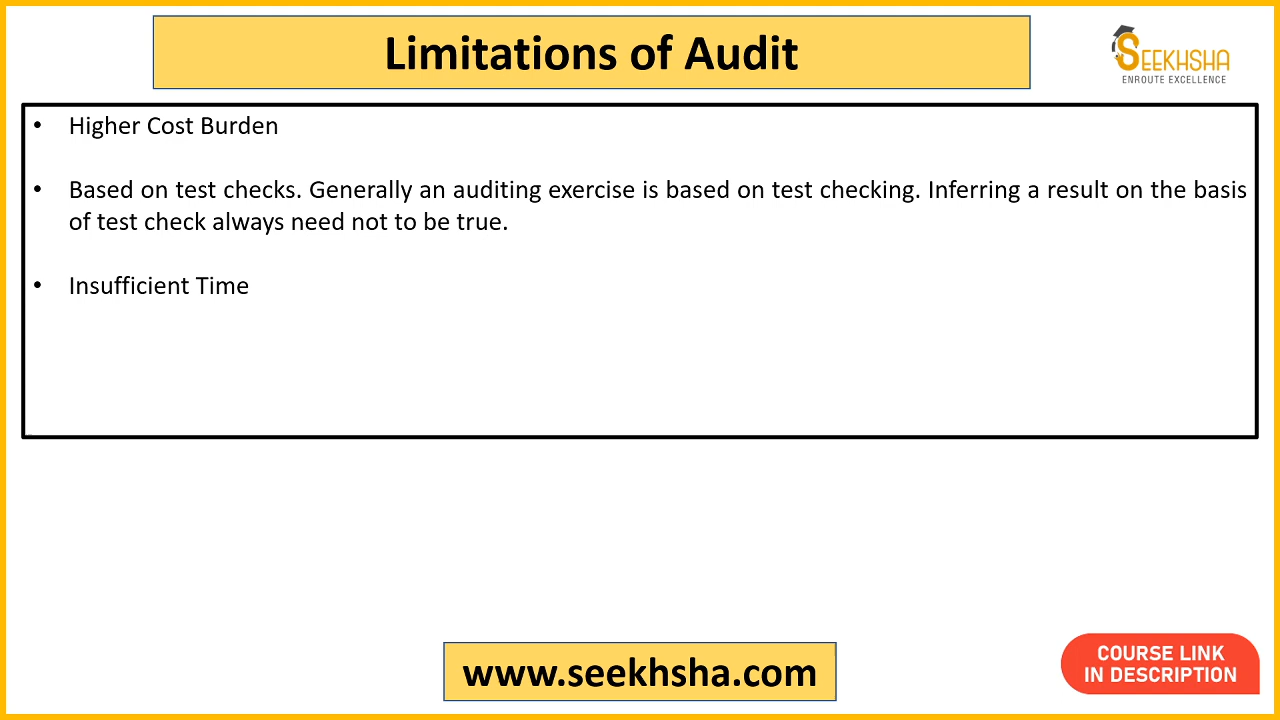 Limitations of Audit
SEEKHSHA
ENROUTE EXCELLENCE
• Higher Cost Burden
• Based on test checks. Generally an auditing exercise is based on test checking. Inferring a result on the basis
of test check always need not to be true.
• Insufficient Time
www.seekhsha.com
COURSE LINK
IN DESCRIPTION